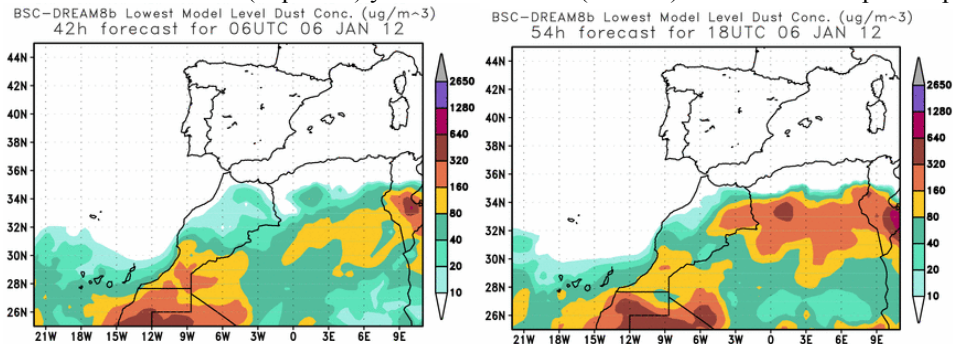 BSC-DREAM8b Lowest Model Level Dust Conc. (ug/m^3)
42h forecast for 06UTC 06 JAN 12
44N
42N
40N
38N
36N
34N
32N
30N
28N
26N
21W 18W 15W 12W 9W 6W 3W 0 3E 6E 9E
2650
1280
640
320
160
80
40
20
10
BSC-DREAM8b Lowest Model Level Dust Conc. (ug/m^3)
54h forecast for 18UTC 06 JAN 12
44N
42N
40N
38N
36N
34N
32N
30N
28N
26N
21W 18W 15W 12W 9W 6W 3W 0 3E 6E 9E
2650
1280
640
320
160
80
40
20
10